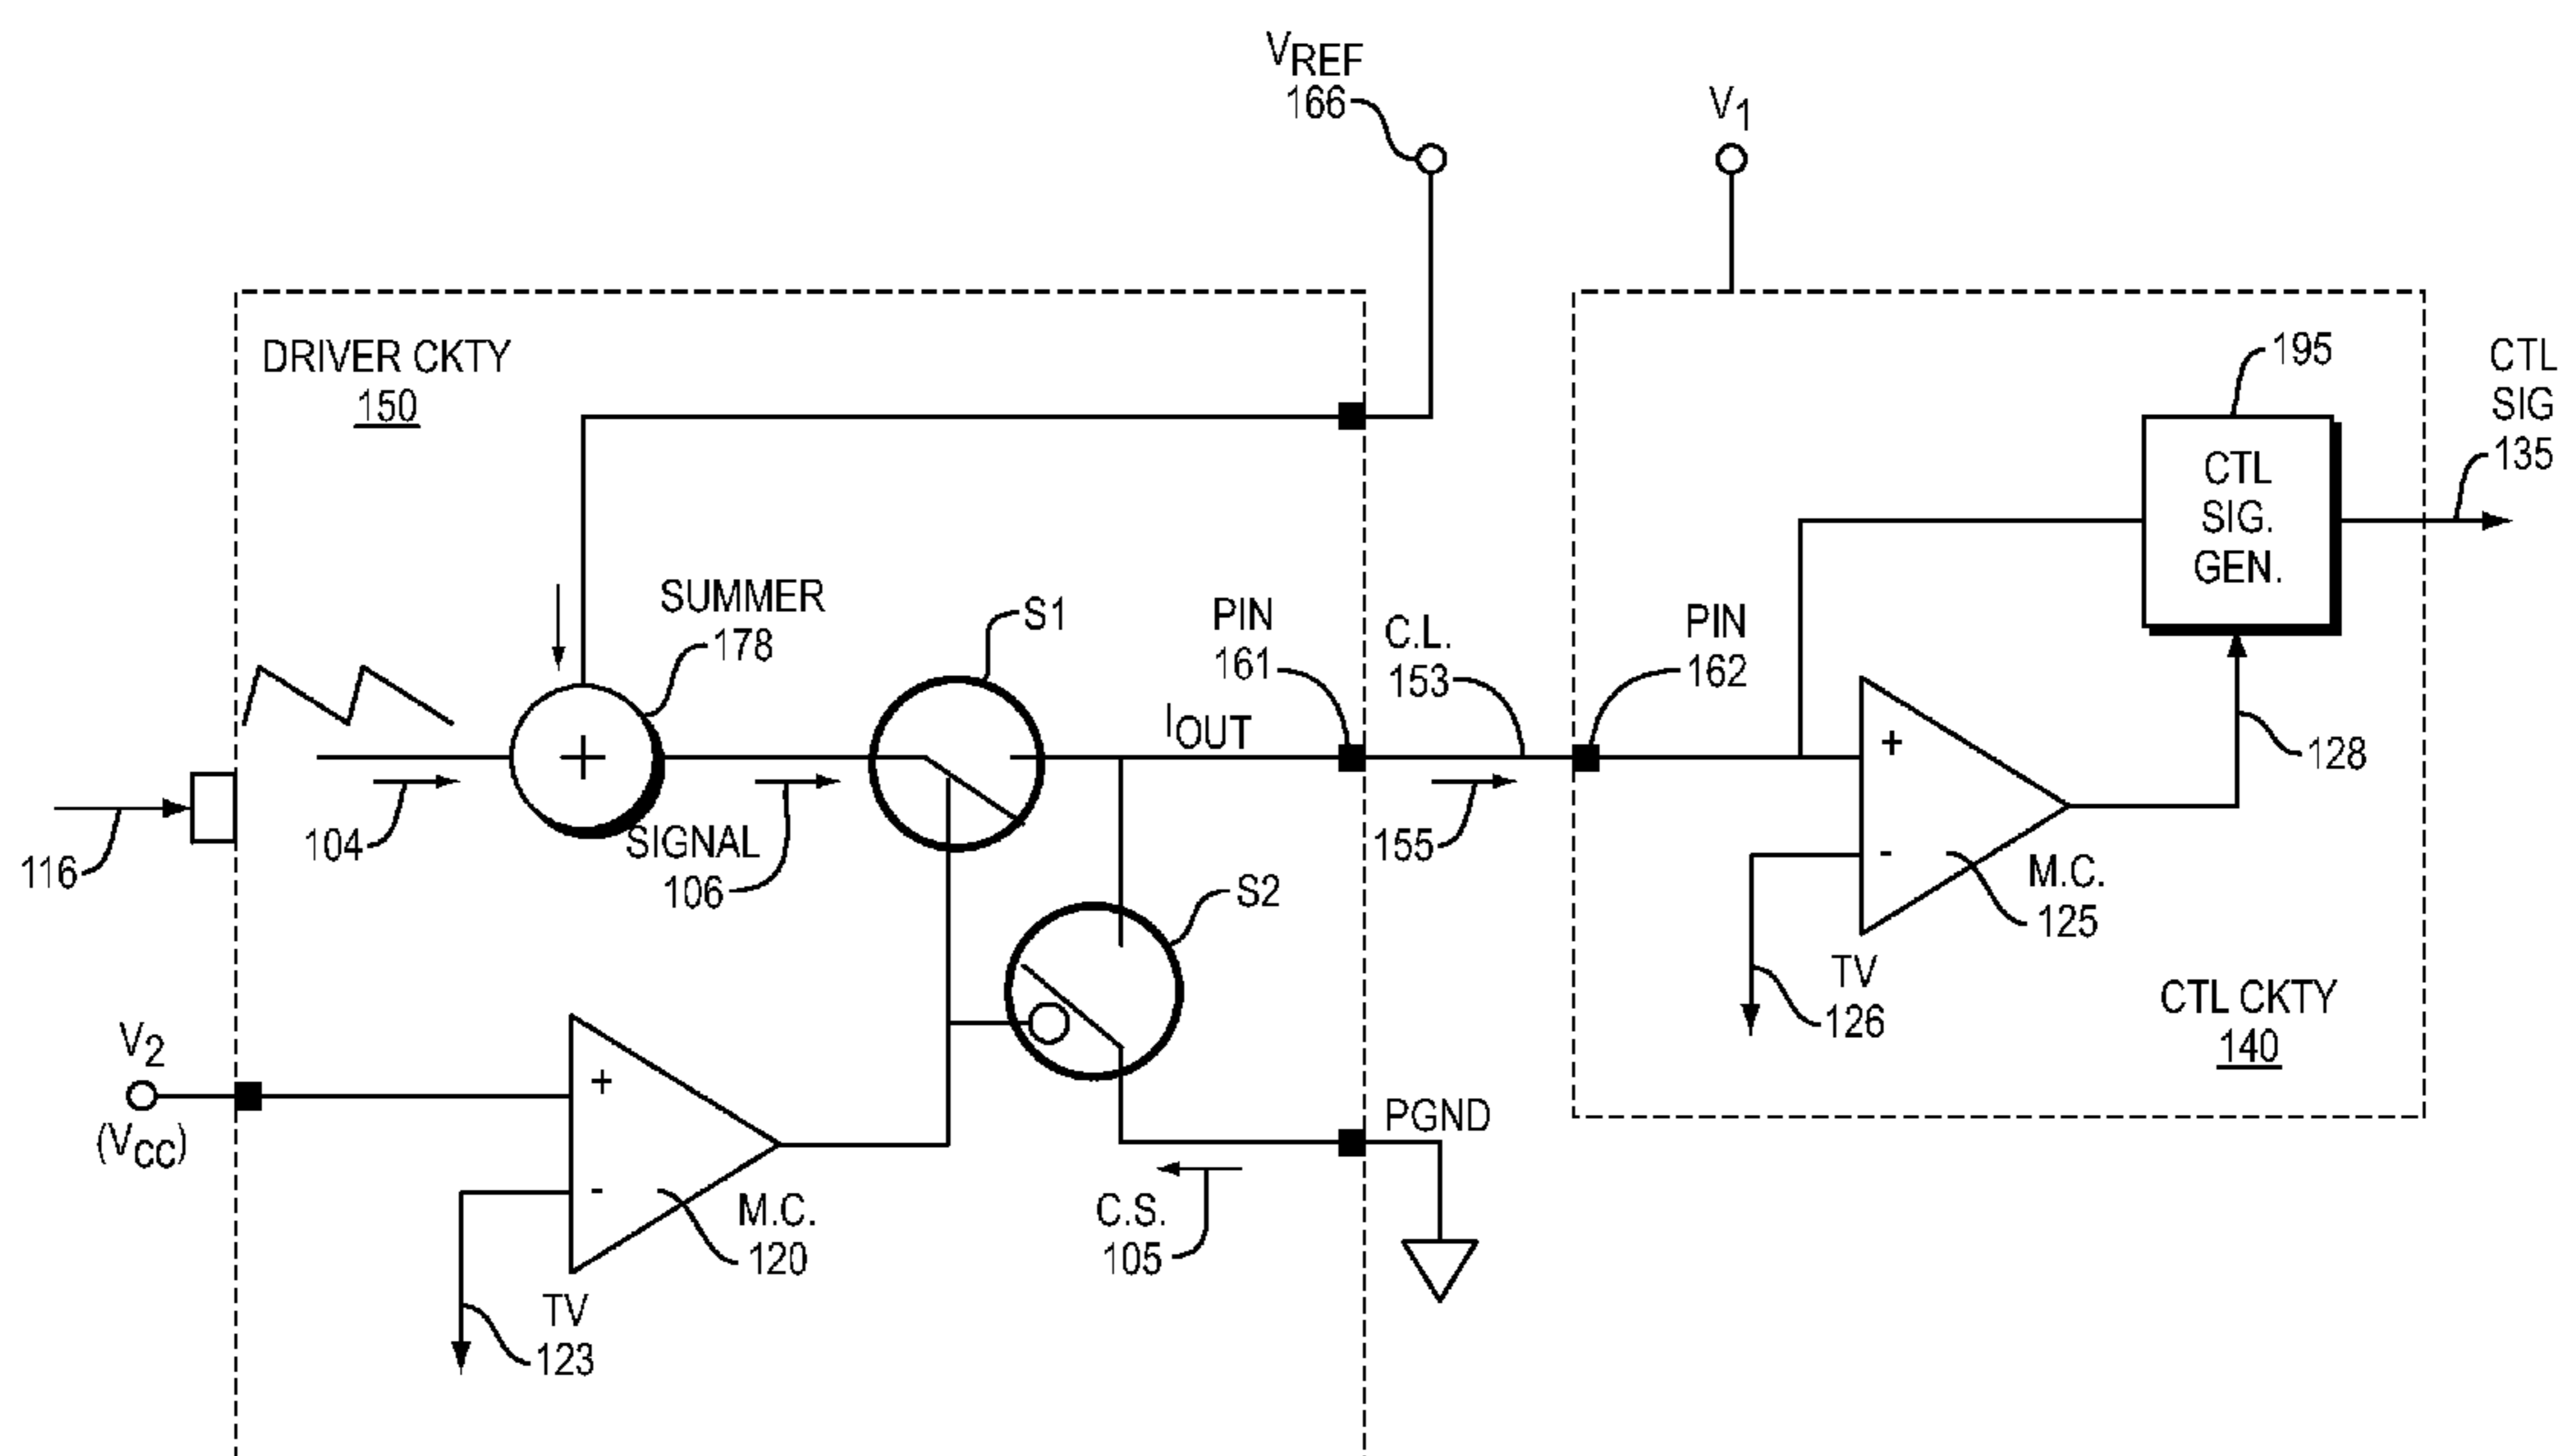 VREF
166
V1
DRIVER CKTY
150
195
CTL
SIG
135
CTL
SIG.
GEN.
SUMMER
178
S1
PIN
161
C.L.
153
PIN
162
IOUT
+
+
128
116
104
SIGNAL
106
155
-
M.C.
125
S2
TV
126
CTL CKTY
140
V2
(VCC)
+
-
M.C.
120
PGND
C.S.
105
TV
123